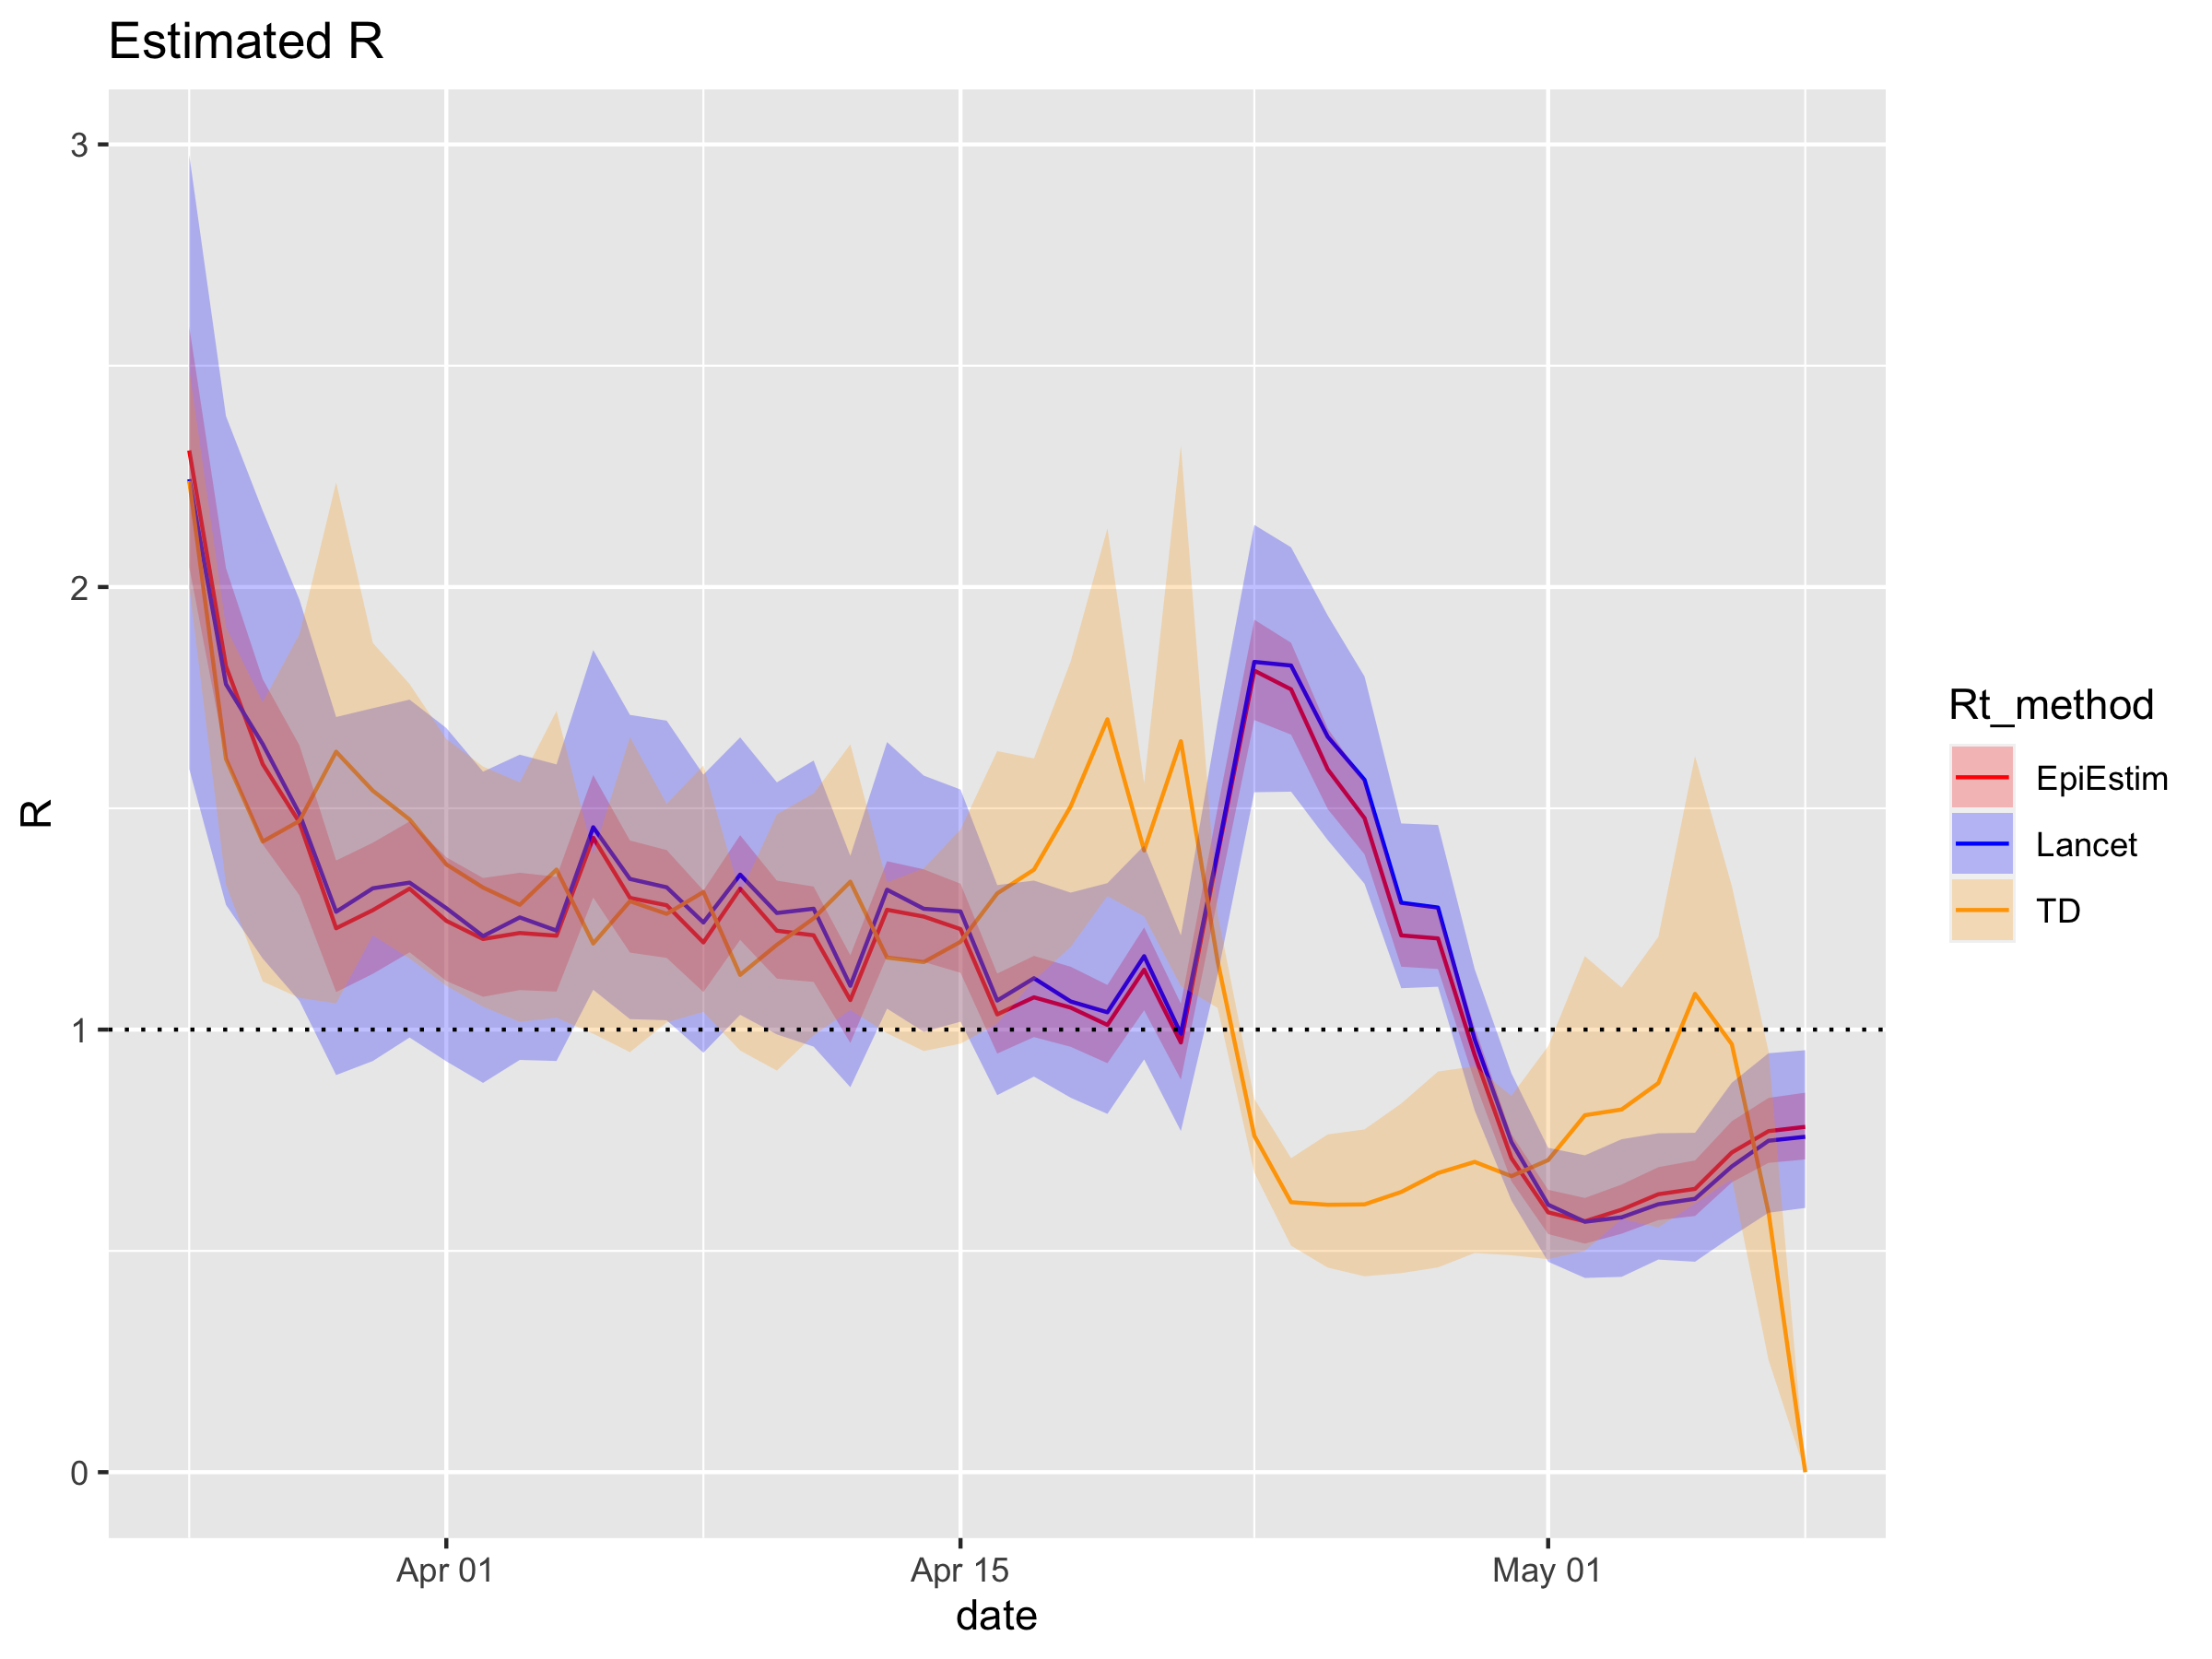 Estimated R
3
2
1
0
R
Apr 01
Apr 15
May 01
date
Rt_method
EpiEstim
Lancet
TD